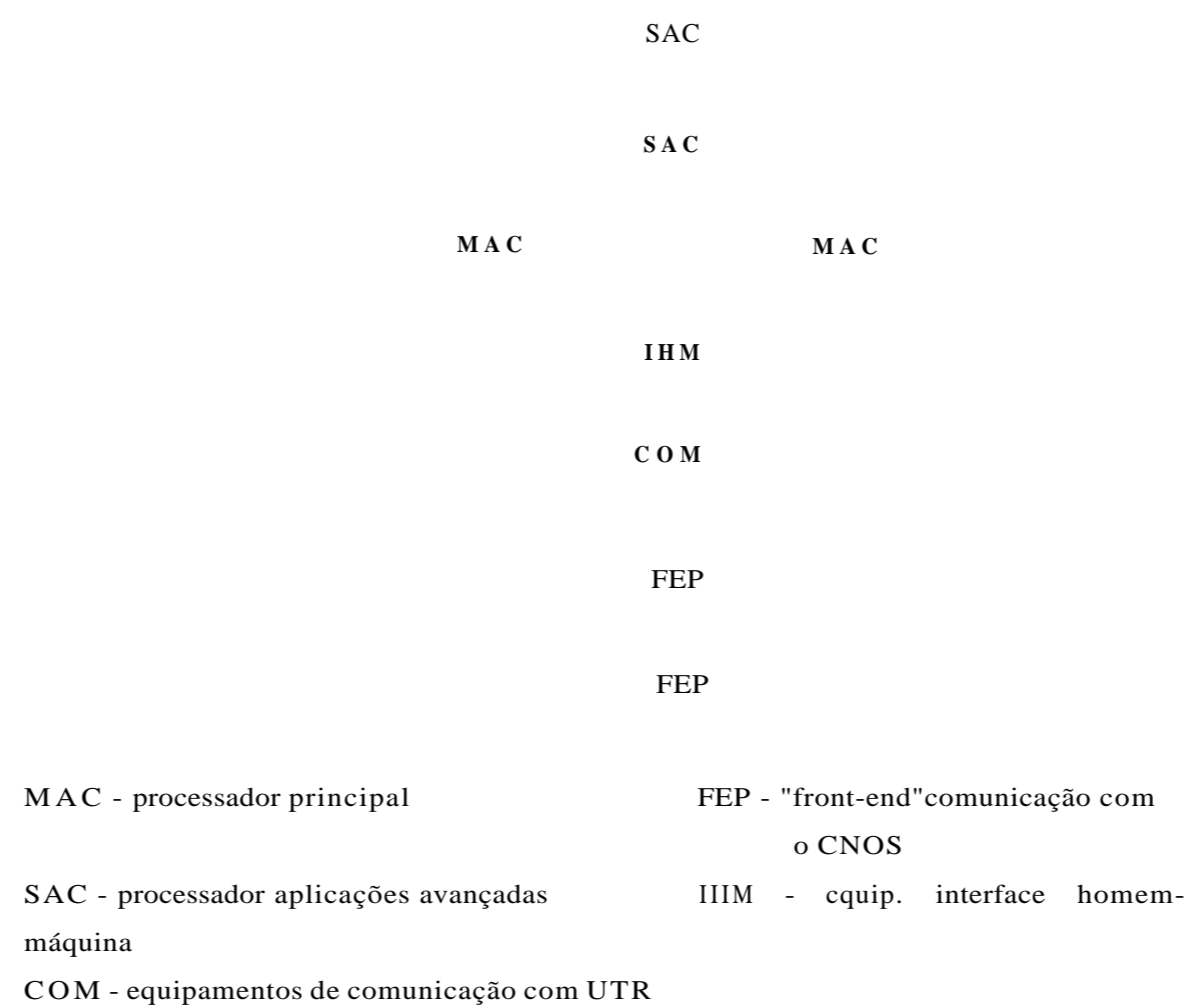 SAC
SAC
MAC MAC
IHM
COM
FEP
FEP
MAC - processador principal FEP - "front-end"comunicação com
o CNOS
SAC - processador aplicações avançadas IIIM - cquip. interface homem-
máquina
COM - equipamentos de comunicação com UTR